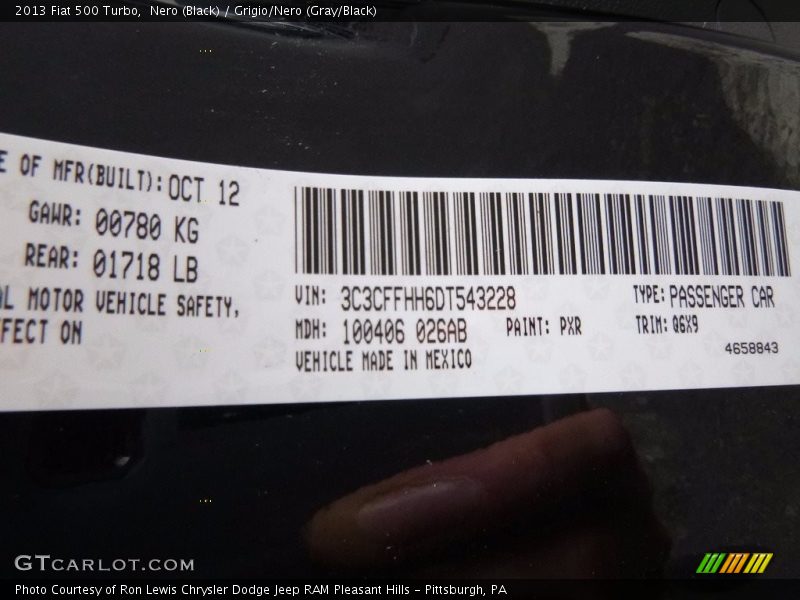 2013 Fiat 500 Turbo,  Nero (Black) / Grigio/Nero (Gray/Black)
E OF MFR(BUILT): OCT 12
GAWR: 00780 KG
REAR: 01718 LB
L MOTOR VEHICLE SAFETY,
FFECT ON
VIN: 3C3CFFHH6DT543228
TYPE: PASSENGER CAR
MDH: 100406 026AB
PAINT: PXR
TRIM: Q6X9
VEHICLE MADE IN MEXICO
4658843
GTCARLOT.COM
Photo Courtesy of Ron Lewis Chrysler Dodge Jeep RAM Pleasant Hills - Pittsburgh, PA